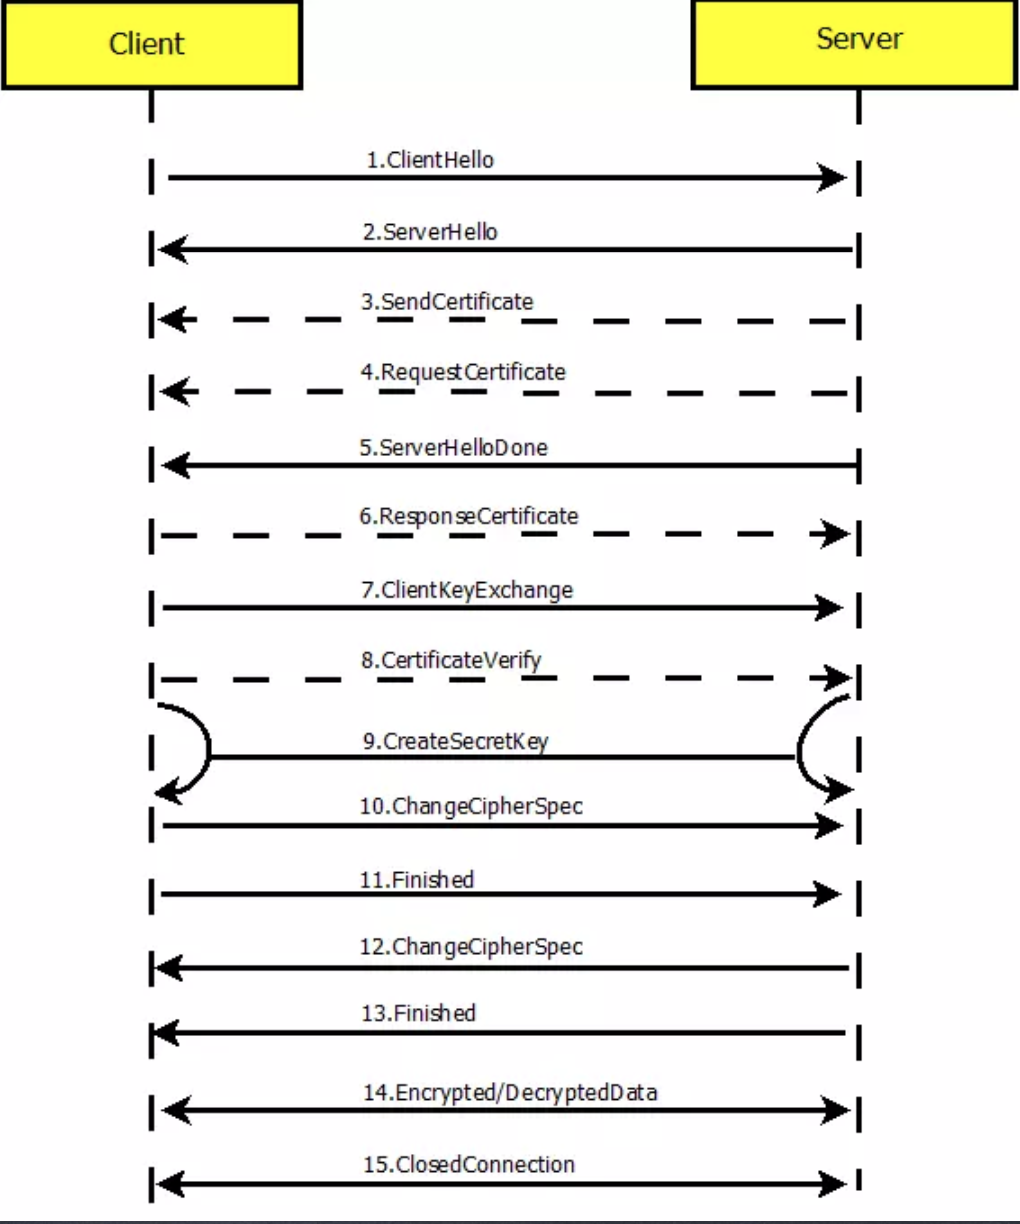 Client
Server
1.ClientHello
2.ServerHello
3.SendCertificate
4.RequestCertificate
5.ServerHelloDone
6.ResponseCertificate
7.ClientKeyExchange
8.CertificateVerify
9.CreateSecretKey
10.ChangeCipherSpec
11.Finished
12.ChangeCipherSpec
13.Finished
14.Encrypted/DecryptedData
15.ClosedConnection